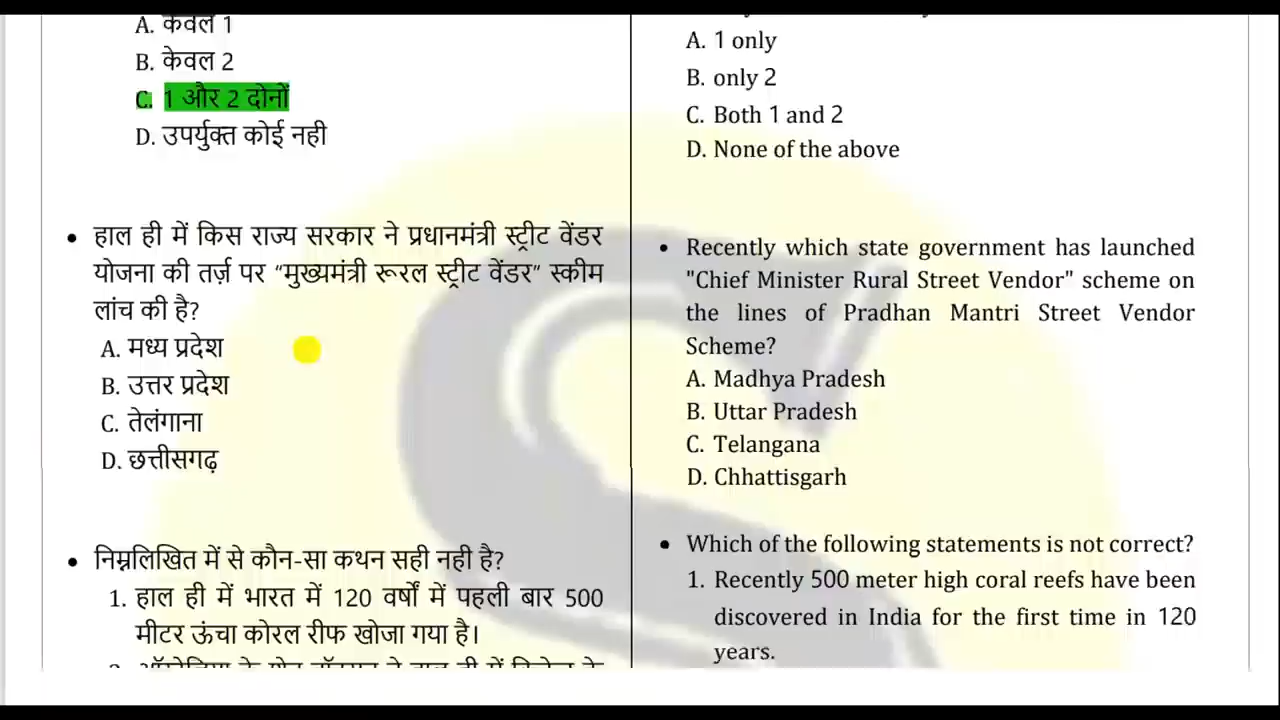 A. केवल 1
B. केवल 2
C. 1 और 2 दोनों
D. उपर्युक्त कोई नही
• हाल ही में किस राज्य सरकार ने प्रधानमंत्री स्ट्रीट वेंडर
योजना की तर्ज़ पर “मुख्यमंत्री रूरल स्ट्रीट वेंडर” स्कीम
लांच की है?
A. मध्य प्रदेश
B. उत्तर प्रदेश
C. तेलंगाना
D. छत्तीसगढ़
• निम्नलिखित में से कौन-सा कथन सही नही है?
1. हाल ही में भारत में 120 वर्षों में पहली बार 500
मीटर ऊंचा कोरल रीफ खोजा गया है।
A. 1 only
B. only 2
C. Both 1 and 2
D. None of the above
• Recently which state government has launched
"Chief Minister Rural Street Vendor" scheme on
the lines of Pradhan Mantri Street Vendor
Scheme?
A. Madhya Pradesh
B. Uttar Pradesh
C. Telangana
D. Chhattisgarh
• Which of the following statements is not correct?
1. Recently 500 meter high coral reefs have been
discovered in India for the first time in 120
years.